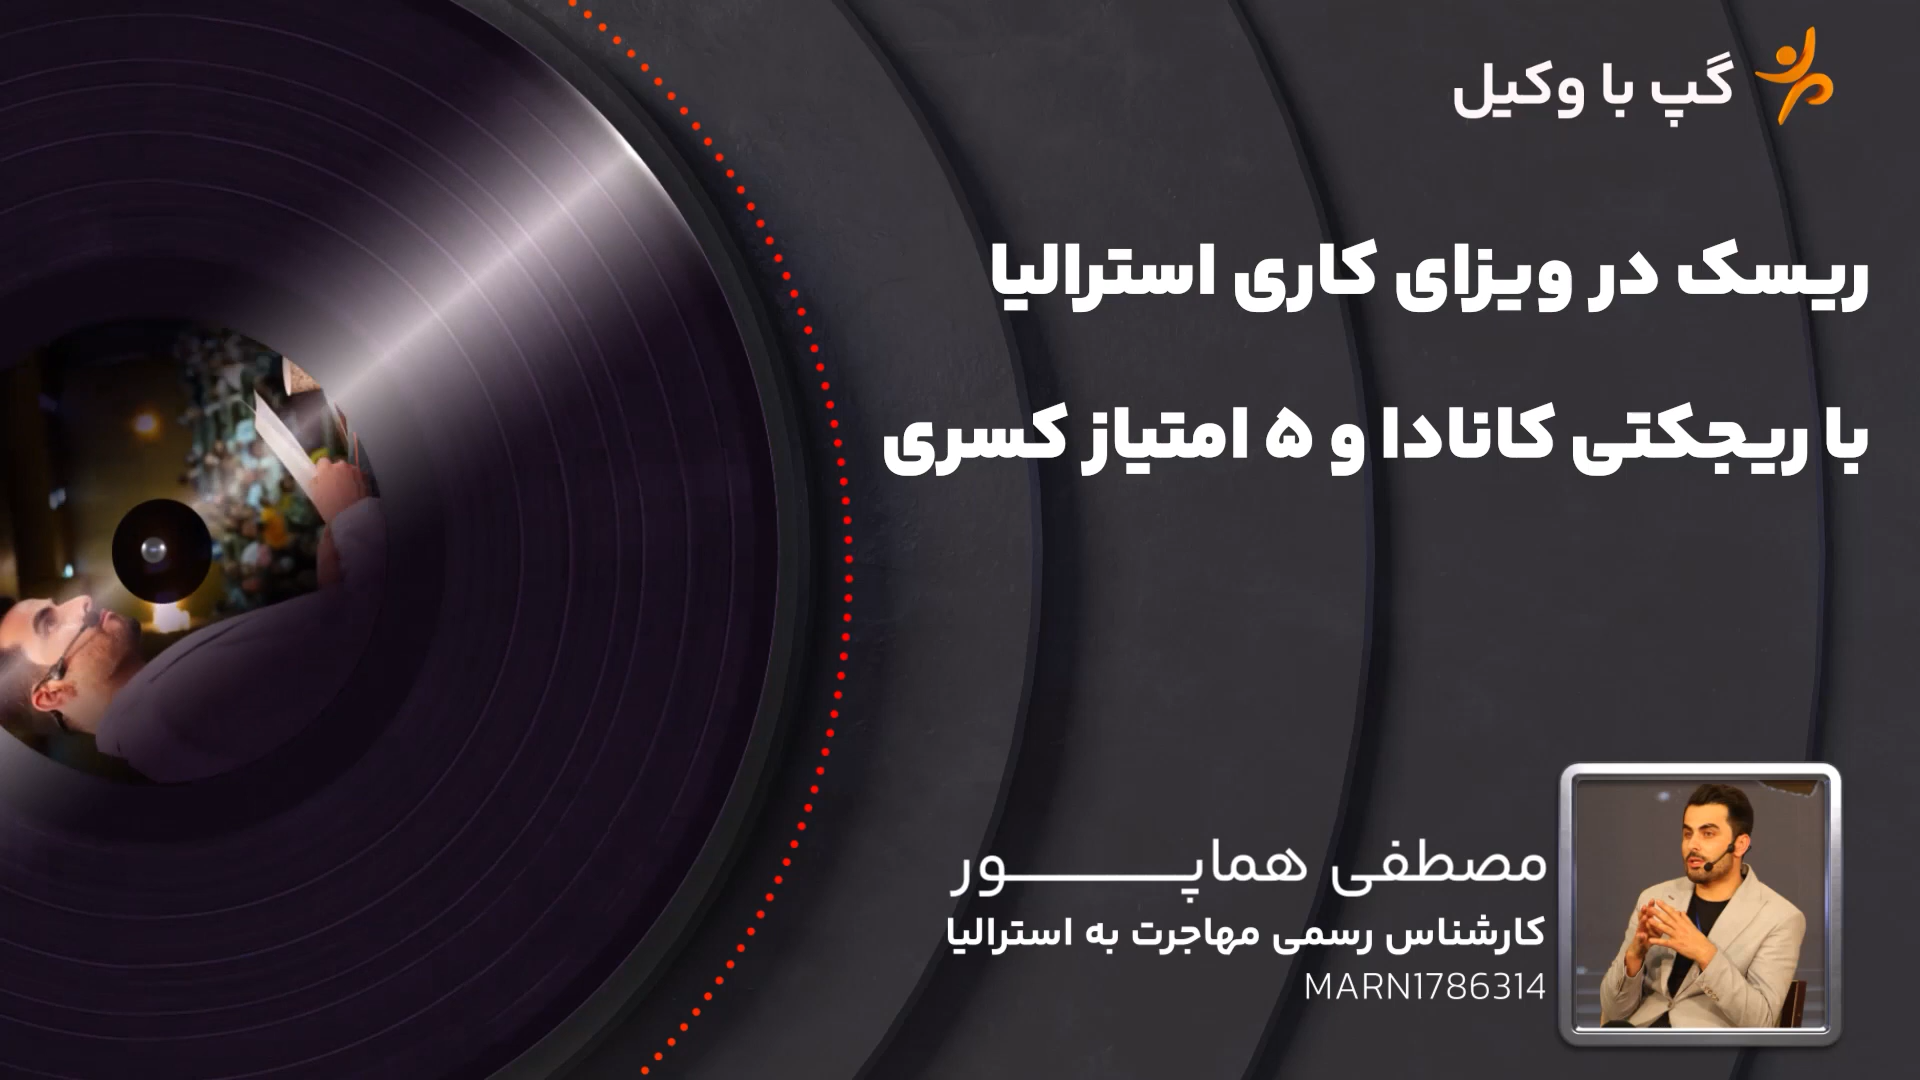 گپ با وکیل
ریسک در ویزای کاری استرالیا
با ریجکتی کانادا و ۵ امتیاز کسری
مصطفی هماپـــــــــور
کارشناس رسمی مهاجرت به استرالیا
MARN1786314